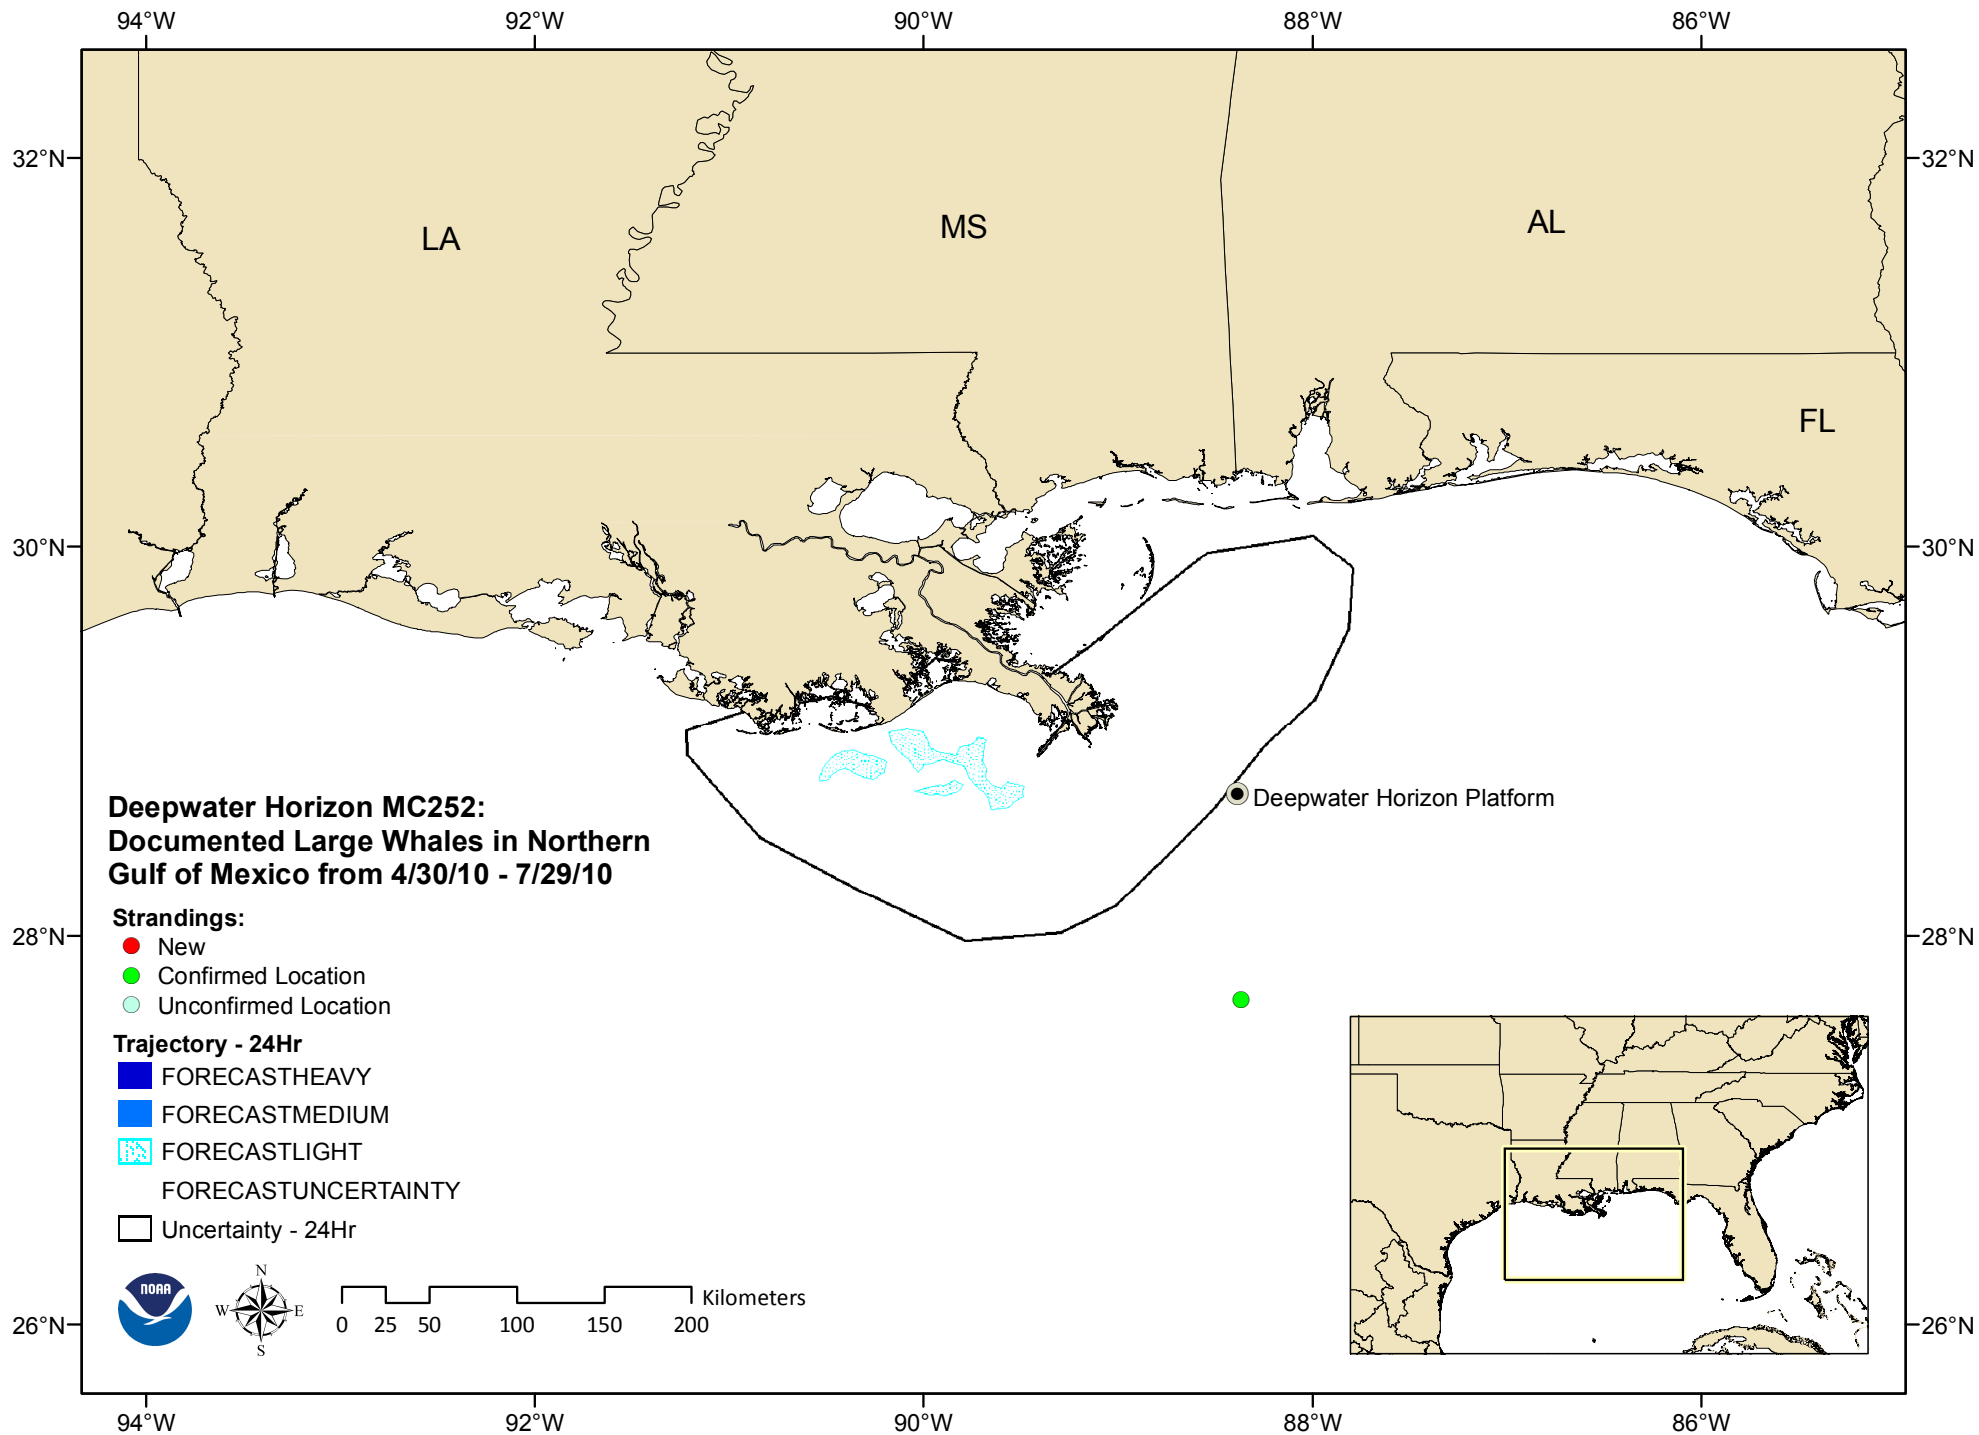 94°W 92°W 90°W 88°W 86°W
32°N 32°N
LA MS AL
FL
30°N 30°N
Deepwater Horizon Platform
Deepwater Horizon MC252:
Documented Large Whales in Northern
Gulf of Mexico from 4/30/10 - 7/29/10
Strandings:
28°N 28°N
New
Confirmed Location
Unconfirmed Location
Trajectory - 24Hr
FORECASTHEAVY
FORECASTMEDIUM
FORECASTLIGHT
FORECASTUNCERTAINTY
Uncertainty - 24Hr
NOAA
N
W E
S
Kilometers
0 25 50 100 150 200
26°N 26°N
94°W 92°W 90°W 88°W 86°W